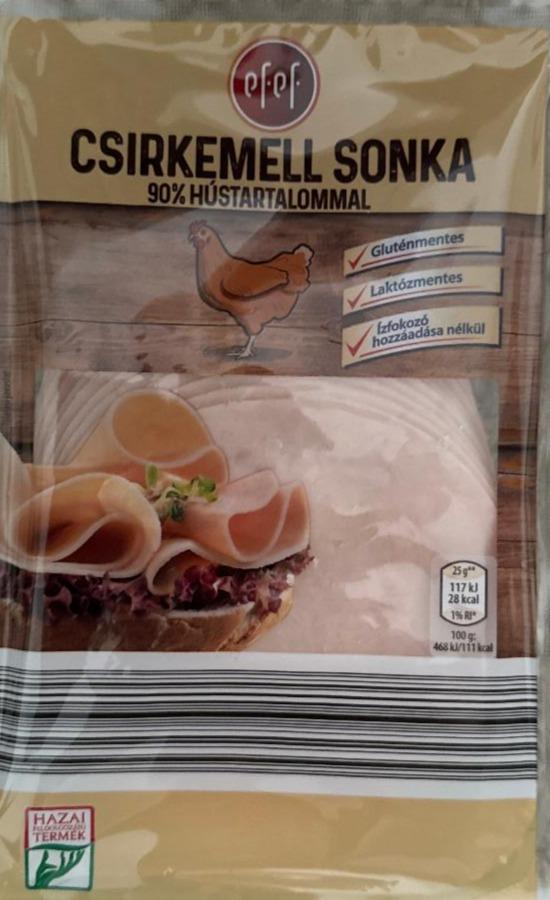 ef·ef·
CSIRKEMELL SONKA
90% HÚSTARTALOMMAL
Gluténmentes
Laktózmentes
Ízfokozó
hozzáadása nélkül
25 g**
117 kJ
28 kcal
1% RI*
100 g:
468 kJ/111 kcal
HAZAI
FELDOLGOZÁSÚ
TERMÉK